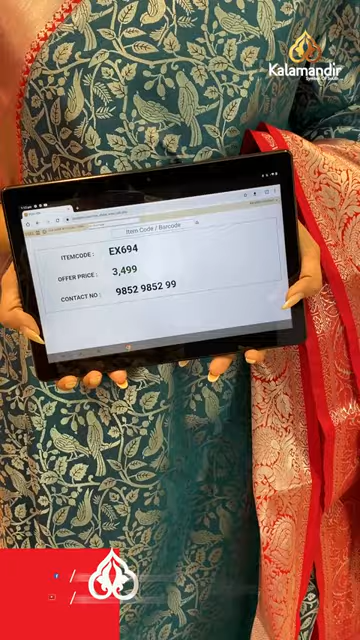 Kalamandir
Item Code / Barcode
ITEMCODE : EX694
OFFER PRICE : 3,499
CONTACT NO : 9852 9852 99